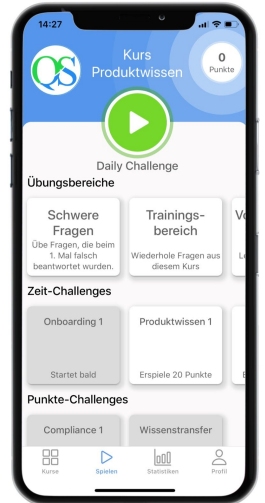 14:27
QS
Kurs
Produktwissen
0
Punkte
Daily Challenge
Übungsbereiche
Schwere
Fragen
Übe Fragen, die beim
1. Mal falsch
beantwortet wurden.
Trainings-
bereich
Wiederhole Fragen aus
diesem Kurs
Zeit-Challenges
Onboarding 1
Startet bald
Produktwissen 1
Erspiele 20 Punkte
Punkte-Challenges
Compliance 1
Wissenstransfer
Kurse
Spielen
Statistiken
Profil